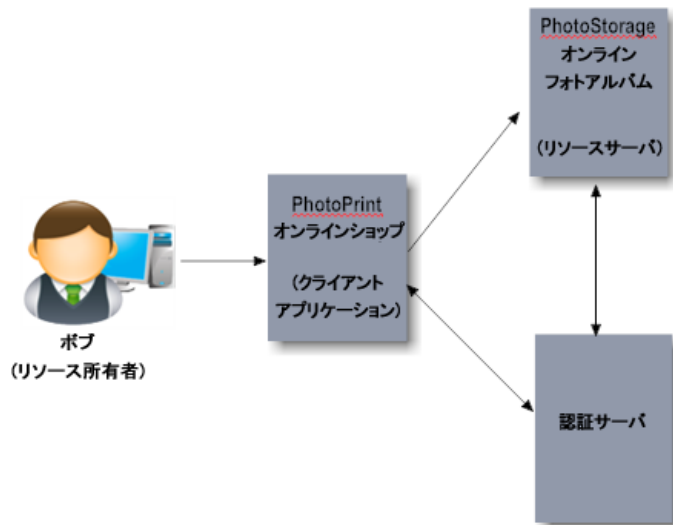 PhotoStorage
オンライン
フォトアルバム
(リソースサーバ)
PhotoPrint
オンラインショップ
(クライアント
アプリケーション)
ボブ
(リソース所有者)
認証サーバ